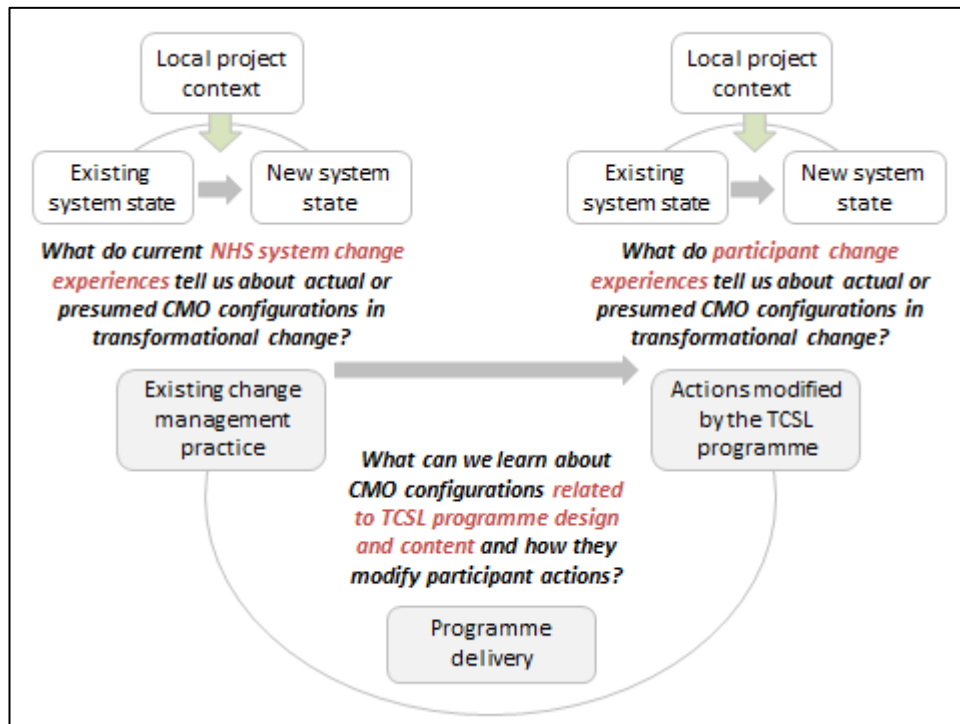 Local project
context
Existing
system state
New system
state
What do current NHS system change
experiences tell us about actual or
presumed CMO configurations in
transformational change?
Existing change
management
practice
Local project
context
Existing
system state
New system
state
What do participant change
experiences tell us about actual or
presumed CMO configurations in
transformational change?
Actions modified
by the TCSL
programme
What can we learn about
CMO configurations related
to TCSL programme design
and content and how they
modify participant actions?
Programme
delivery